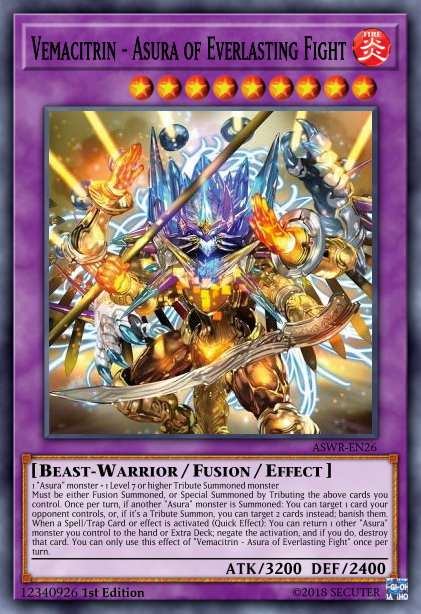 Vemacitrin - Asura of Everlasting Fight
FIRE
炎
ASWR-EN26
[Beast-Warrior / Fusion / Effect]
1 "Asura" monster + 1 Level 7 or higher Tribute Summoned monster
Must be either Fusion Summoned, or Special Summoned by Tributing the above cards you
control. Once per turn, if another "Asura" monster is Summoned: You can target 1 card your
opponent controls, or, if it's a Tribute Summon, you can target 2 cards instead; banish them.
When a Spell/Trap Card or effect is activated (Quick Effect): You can return 1 other "Asura"
monster you control to the hand or Extra Deck; negate the activation, and if you do, destroy
that card. You can only use this effect of "Vemacitrin - Asura of Everlasting Fight" once per
turn.
ATK/3200 DEF/2400
12340926 1st Edition
©2018 SECUTER